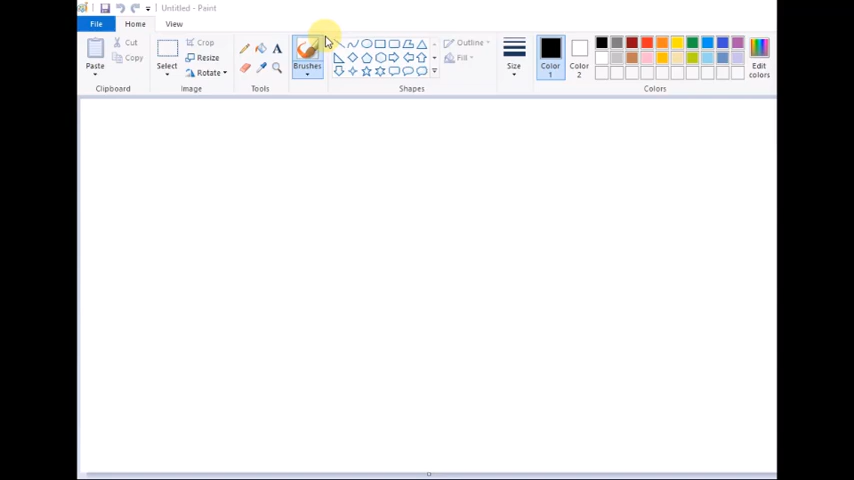 Untitled - Paint
File Home View
Paste Cut Copy
Select Crop Resize Rotate
A
Brushes
Outline
Fill
Size
Color 1
Color 2
Edit colors
Clipboard Image Tools Shapes Colors